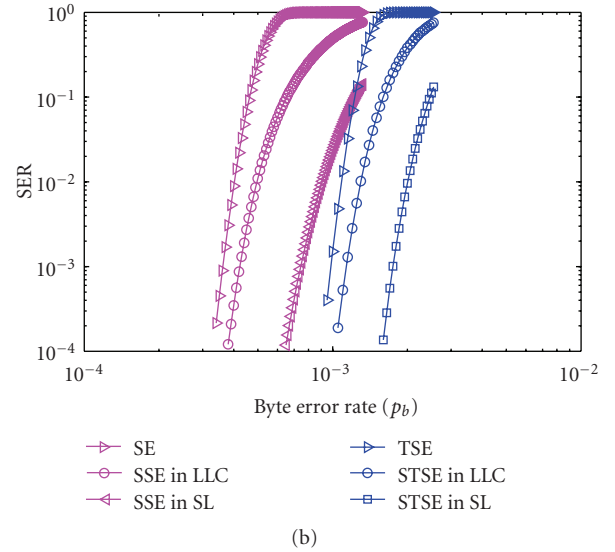 10^0
10^-1
10^-2
10^-3
10^-4
SER
10^-4 10^-3 10^-2
Byte error rate (p_b)
SE TSE
SSE in LLC STSE in LLC
SSE in SL STSE in SL
(b)